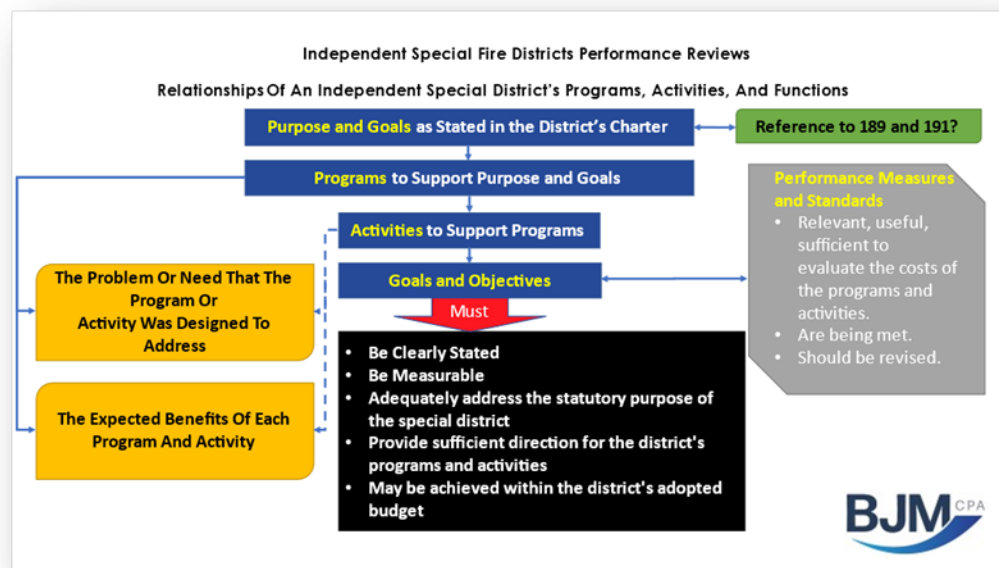 Independent Special Fire Districts Performance Reviews
Relationships Of An Independent Special District's Programs, Activities, And Functions
Purpose and Goals as Stated in the District's Charter
Reference to 189 and 191?
Programs to Support Purpose and Goals
Activities to Support Programs
Goals and Objectives
Must
The Problem Or Need That The
Program Or
Activity Was Designed To
Address
The Expected Benefits Of Each
Program And Activity
• Be Clearly Stated
• Be Measurable
• Adequately address the statutory purpose of
the special district
• Provide sufficient direction for the district's
programs and activities
• May be achieved within the district's adopted
budget
Performance Measures
and Standards
• Relevant, useful,
sufficient to
evaluate the costs of
the programs and
activities.
• Are being met.
• Should be revised.
BJM CPA